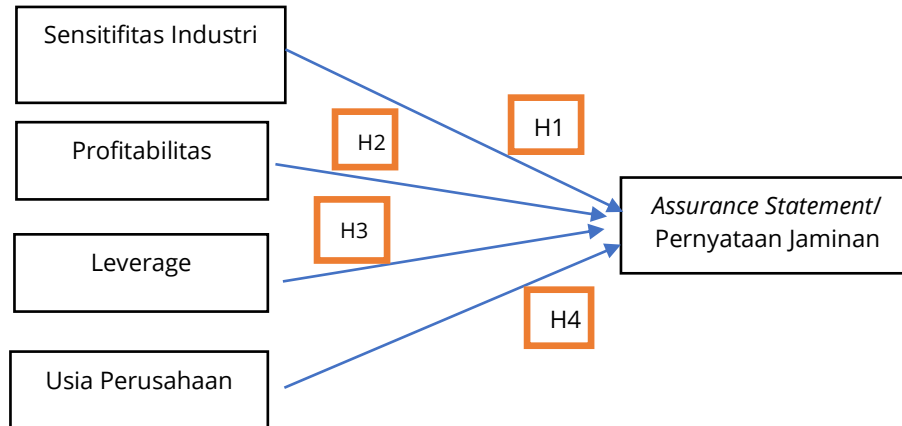 Sensitifitas Industri
H1
H2
Profitabilitas
Assurance Statement/
Pernyataan Jaminan
H3
Leverage
H4
Usia Perusahaan